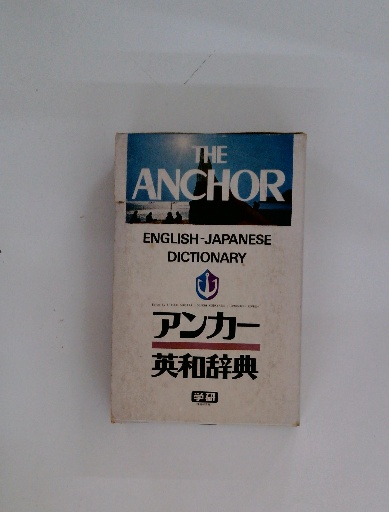 THE
ANCHOR
ENGLISH-JAPANESE
DICTIONARY
アンカー
英和辞典
学研